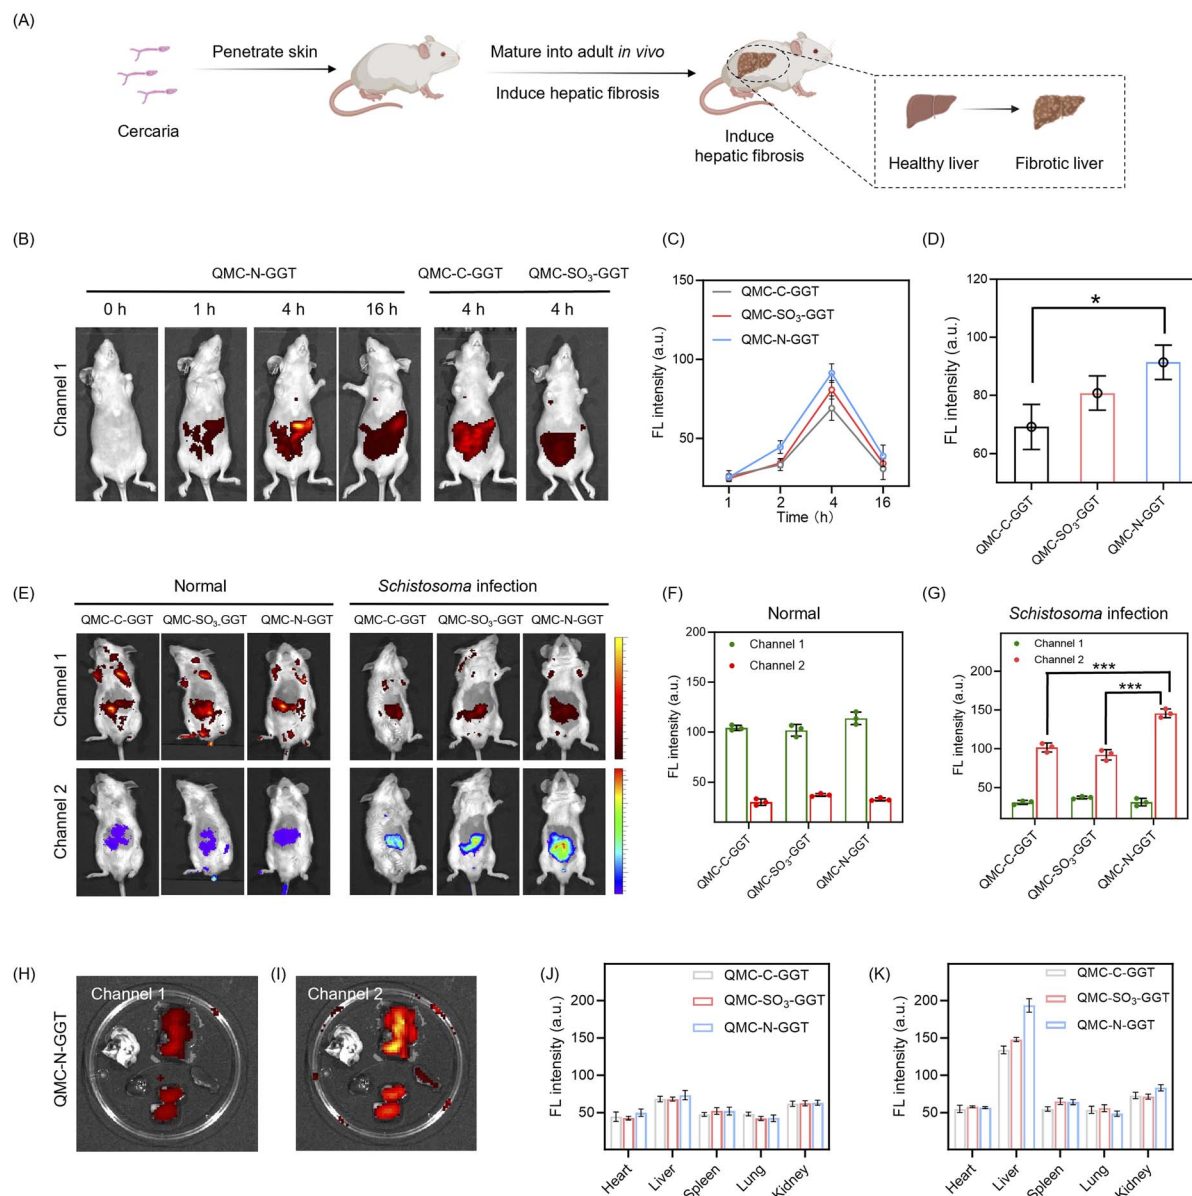 (A)
Penetrate skin
Mature into adult in vivo
Induce hepatic fibrosis
Cercaria
Induce
hepatic fibrosis
Healthy liver
Fibrotic liver
(B)
QMC-N-GGT
QMC-C-GGT
QMC-SO3-GGT
0 h
1 h
4 h
16 h
4 h
4 h
Channel 1
(C)
FL intensity (a.u.)
150
100
50
QMC-C-GGT
QMC-SO3-GGT
QMC-N-GGT
1
2
4
16
Time (h)
(D)
FL intensity (a.u.)
120
100
80
60
*
QMC-C-GGT
QMC-SO3-GGT
QMC-N-GGT
(E)
Normal
Schistosoma infection
QMC-C-GGT
QMC-SO3-GGT
QMC-N-GGT
QMC-C-GGT
QMC-SO3-GGT
QMC-N-GGT
Channel 1
Channel 2
(F)
Normal
FL intensity (a.u.)
200
150
100
50
Channel 1
Channel 2
QMC-C-GGT
QMC-SO3-GGT
QMC-N-GGT
(G)
Schistosoma infection
FL intensity (a.u.)
200
150
100
50
0
Channel 1
Channel 2
***
***
QMC-C-GGT
QMC-SO3-GGT
QMC-N-GGT
(H)
Channel 1
QMC-N-GGT
(I)
Channel 2
(J)
FL intensity (a.u.)
200
150
100
50
QMC-C-GGT
QMC-SO3-GGT
QMC-N-GGT
Heart
Liver
Spleen
Lung
Kidney
(K)
FL intensity (a.u.)
200
150
100
50
QMC-C-GGT
QMC-SO3-GGT
QMC-N-GGT
Heart
Liver
Spleen
Lung
Kidney